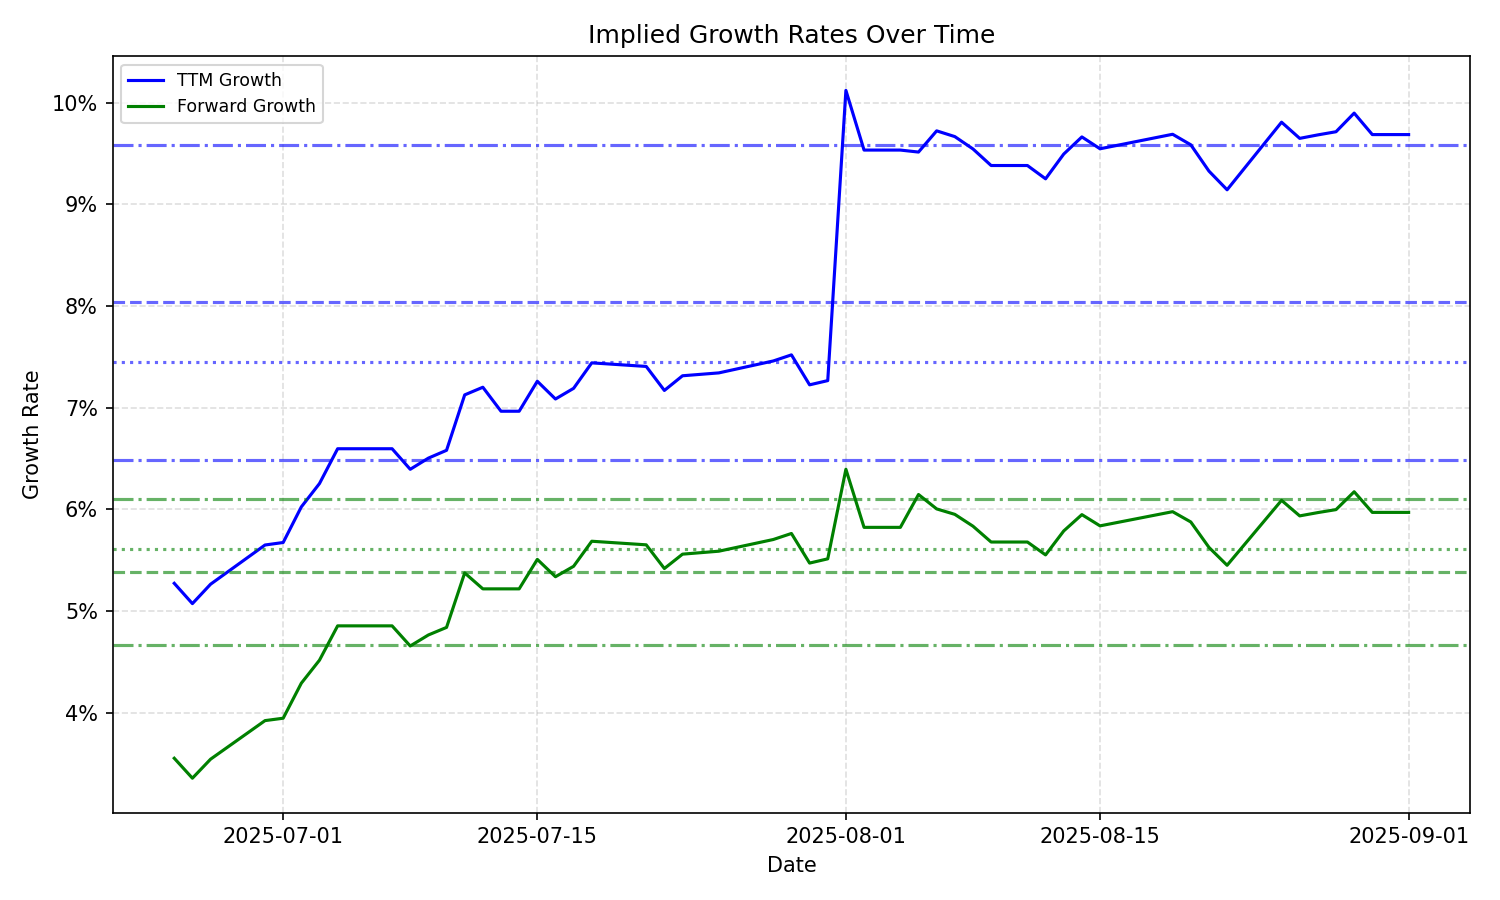 Implied Growth Rates Over Time
TTM Growth
Forward Growth
10%
9%
8%
7%
6%
5%
4%
Growth Rate
2025-07-01 2025-07-15 2025-08-01 2025-08-15 2025-09-01
Date